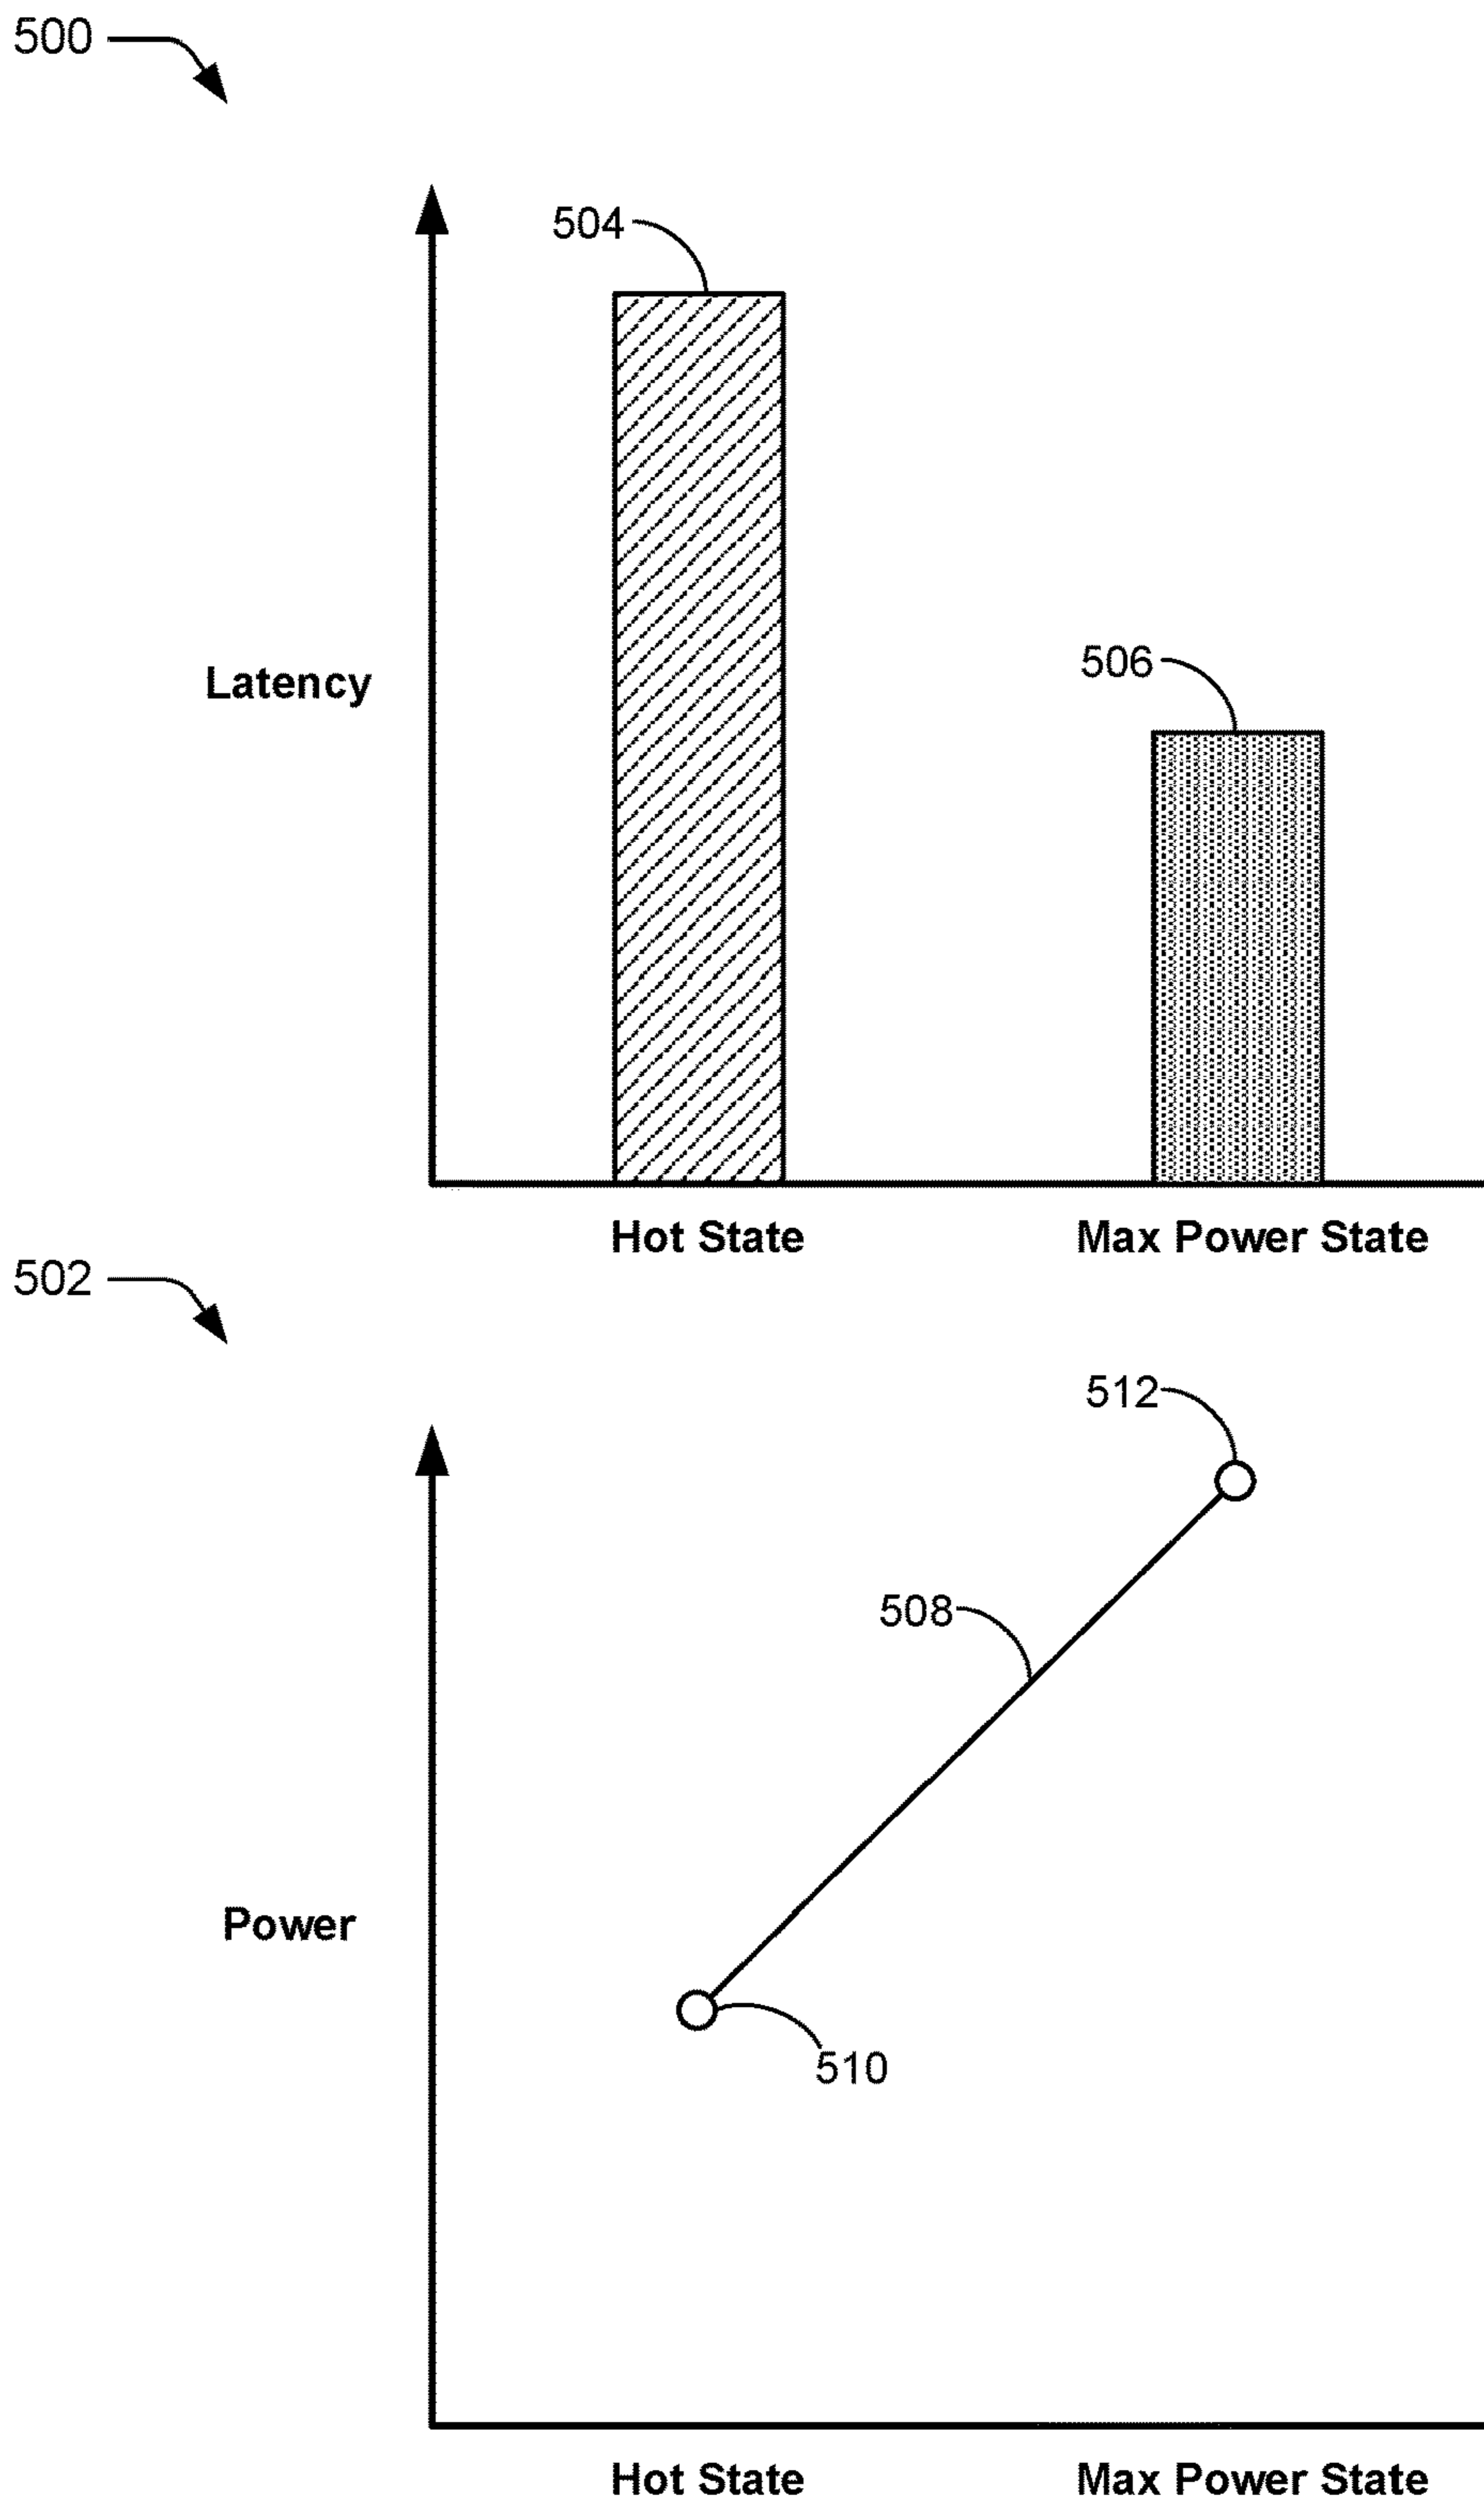 500
504
506
Latency
Hot State
Max Power State
502
512
508
Power
510
Hot State
Max Power State